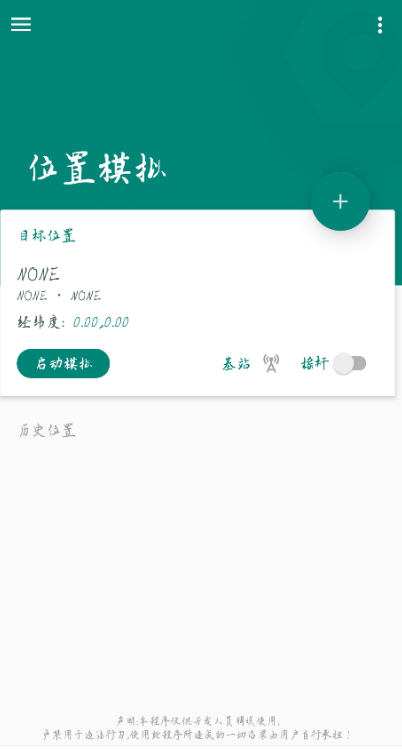 位置模拟
目标位置
NONE
NONE · NONE
经纬度: 0.00,0.00
启动模拟 基站 摇杆
历史位置
声明:本程序仅供开发人员调试使用,
严禁用于违法行为,使用此程序所造成的一切后果由用户自行承担!